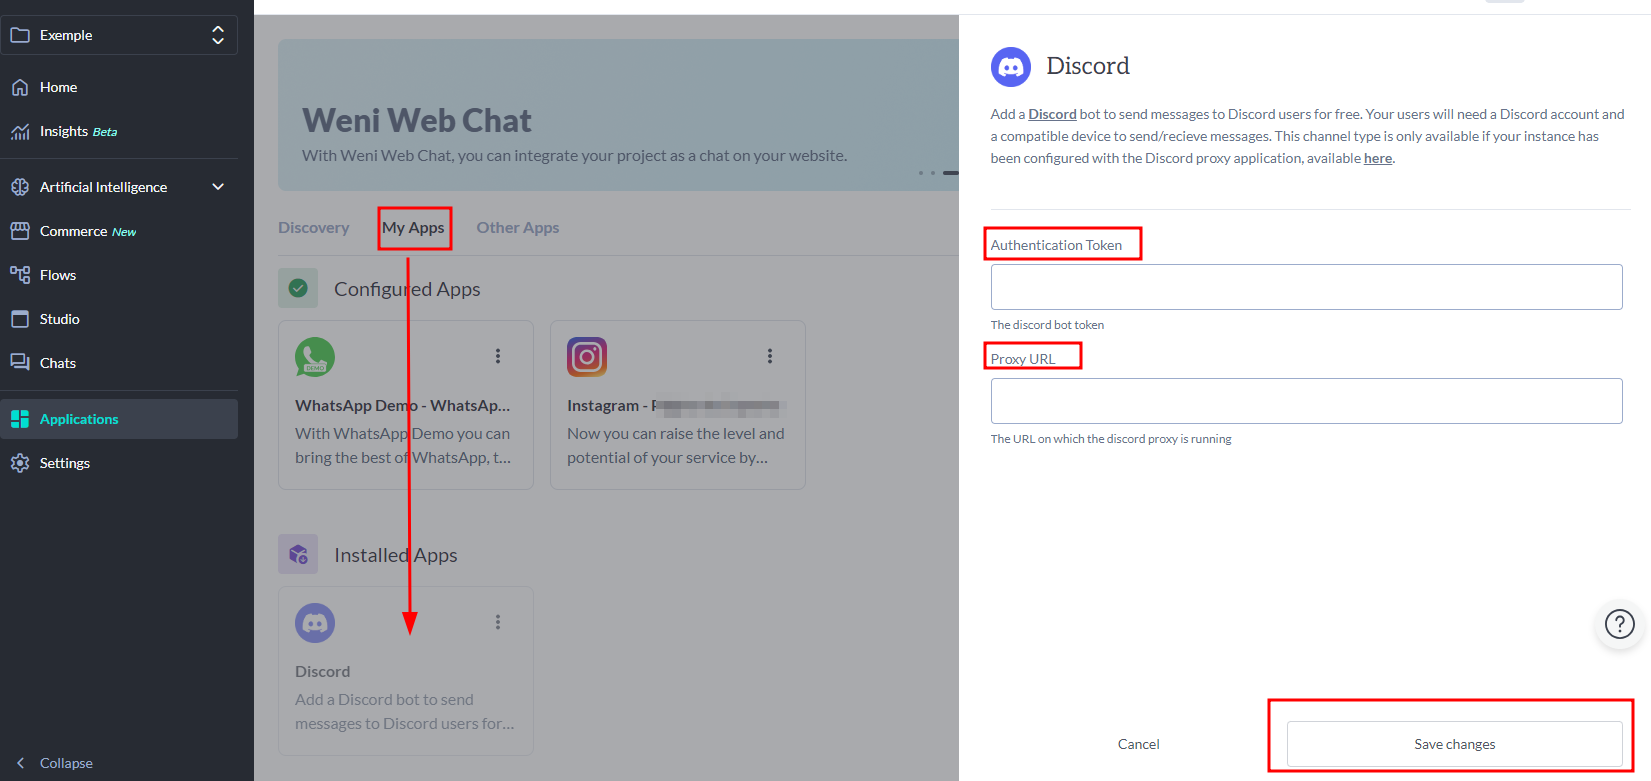 Exemple
Home
Insights Beta
Artificial Intelligence
Commerce New
Flows
Studio
Chats
Applications
Settings
Collapse
Weni Web Chat
With Weni Web Chat, you can integrate your project as a chat on your website.
Discovery My Apps Other Apps
Configured Apps
DEMO
WhatsApp Demo - WhatsAp...
With WhatsApp Demo you can
bring the best of WhatsApp, t...
Instagram -
Now you can raise the level and
potential of your service by...
Installed Apps
Discord
Add a Discord bot to send
messages to Discord users for...
Discord
Add a Discord bot to send messages to Discord users for free. Your users will need a Discord account and
a compatible device to send/recieve messages. This channel type is only available if your instance has
been configured with the Discord proxy application, available here.
Authentication Token
The discord bot token
Proxy URL
The URL on which the discord proxy is running
?
Cancel
Save changes